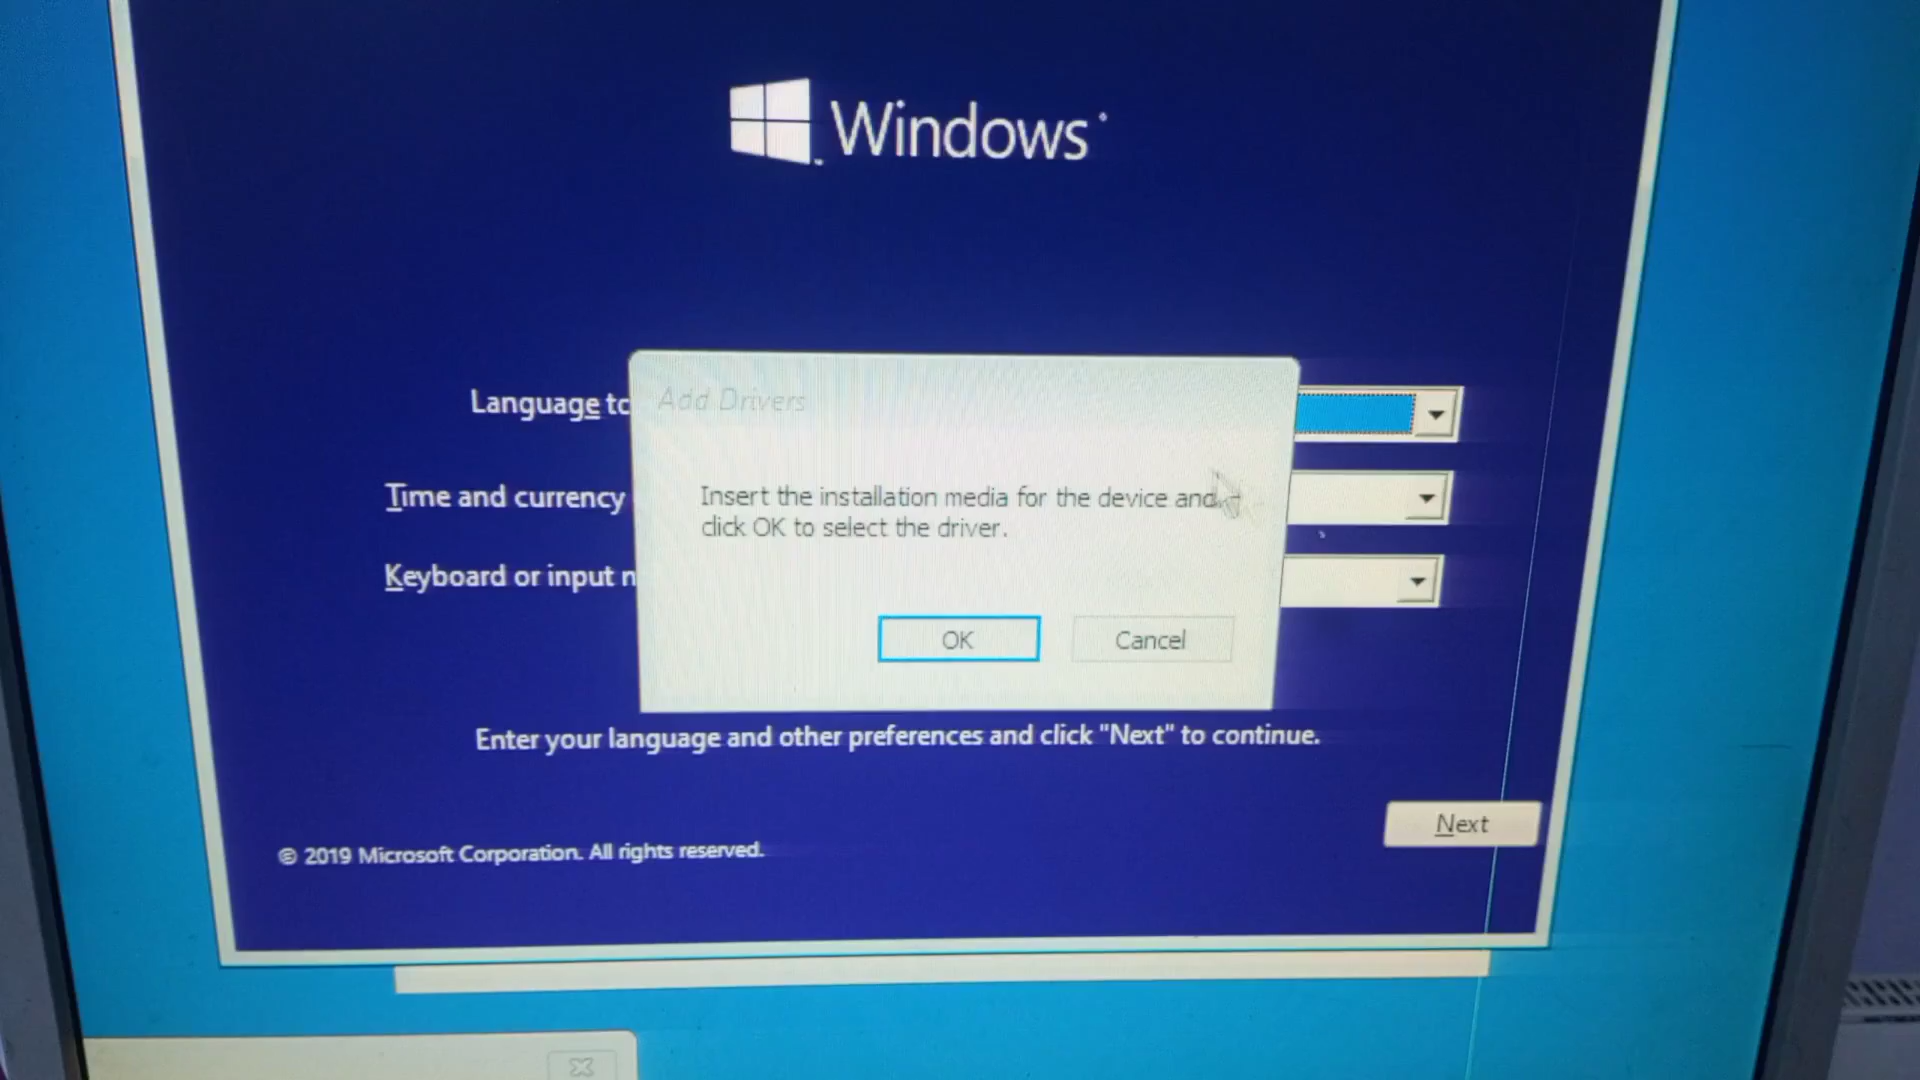 Windows
Language to
Add Drivers
Time and currency
Insert the installation media for the device and
click OK to select the driver.
Keyboard or input
OK
Cancel
Enter your language and other preferences and click "Next" to continue.
Next
© 2019 Microsoft Corporation. All rights reserved.